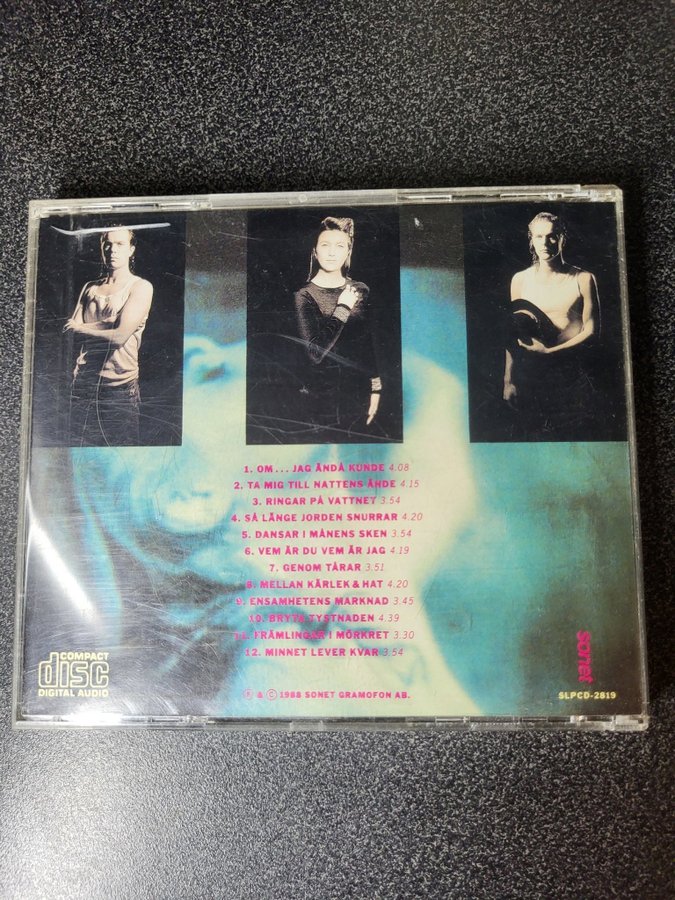 1. OM... JAG ÄNDÅ KUNDE 4.08
2. TA MIG TILL NATTENS ÄNDE 4.15
3. RINGAR PÅ VATTNET 3.54
4. SÅ LÄNGE JORDEN SNURRAR 4.20
5. DANSAR I MÅNENS SKEN 3.54
6. VEM ÄR DU VEM ÄR JAG 4.19
7. GENOM TÅRAR 3.51
8. MELLAN KÄRLEK & HAT 4.20
9. ENSAMHETENS MARKNAD 3.45
10. BRYTA TYSTNADEN 4.39
11. FRÄMLINGAR I MÖRKRET 3.30
12. MINNET LEVER KVAR 3.54
COMPACT
disc
DIGITAL AUDIO
Ⓟ & © 1988 SONET GRAMOFON AB.
sonet
SLPCD-2819